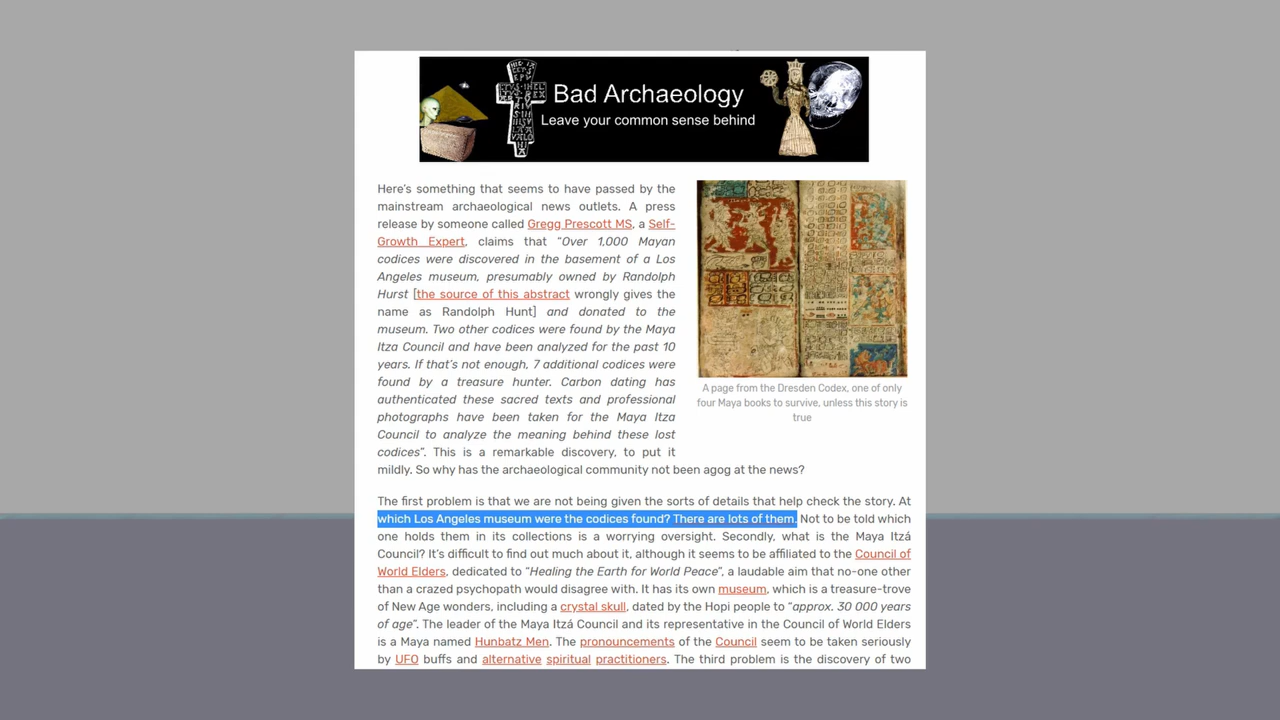 Bad Archaeology
Leave your common sense behind
Here's something that seems to have passed by the
mainstream archaeological news outlets. A press
release by someone called Gregg Prescott MS, a Self-
Growth Expert, claims that “Over 1,000 Mayan
codices were discovered in the basement of a Los
Angeles museum, presumably owned by Randolph
Hurst [the source of this abstract wrongly gives the
name as Randolph Hunt] and donated to the
museum. Two other codices were found by the Maya
Itza Council and have been analyzed for the past 10
years. If that's not enough, 7 additional codices were
found by a treasure hunter. Carbon dating has
authenticated these sacred texts and professional
photographs have been taken for the Maya Itza
Council to analyze the meaning behind these lost
codices”. This is a remarkable discovery, to put it
mildly. So why has the archaeological community not been agog at the news?
A page from the Dresden Codex, one of only
four Maya books to survive, unless this story is
true
The first problem is that we are not being given the sorts of details that help check the story. At
which Los Angeles museum were the codices found? There are lots of them. Not to be told which
one holds them in its collections is a worrying oversight. Secondly, what is the Maya Itzá
Council? It's difficult to find out much about it, although it seems to be affiliated to the Council of
World Elders, dedicated to “Healing the Earth for World Peace”, a laudable aim that no-one other
than a crazed psychopath would disagree with. It has its own museum, which is a treasure-trove
of New Age wonders, including a crystal skull, dated by the Hopi people to “approx. 30 000 years
of age”. The leader of the Maya Itzá Council and its representative in the Council of World Elders
is a Maya named Hunbatz Men. The pronouncements of the Council seem to be taken seriously
by UFO buffs and alternative spiritual practitioners. The third problem is the discovery of two